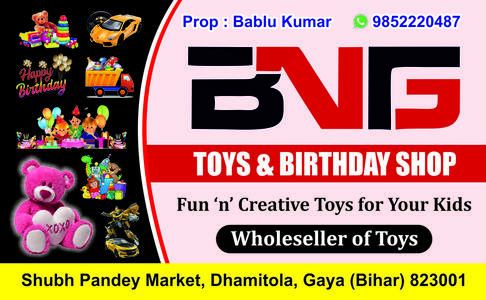 Prop : Bablu Kumar 9852220487
Happy
Birthday
BNG
TOYS & BIRTHDAY SHOP
Fun ‘n’ Creative Toys for Your Kids
XOXO
Wholeseller of Toys
Shubh Pandey Market, Dhamitola, Gaya (Bihar) 823001